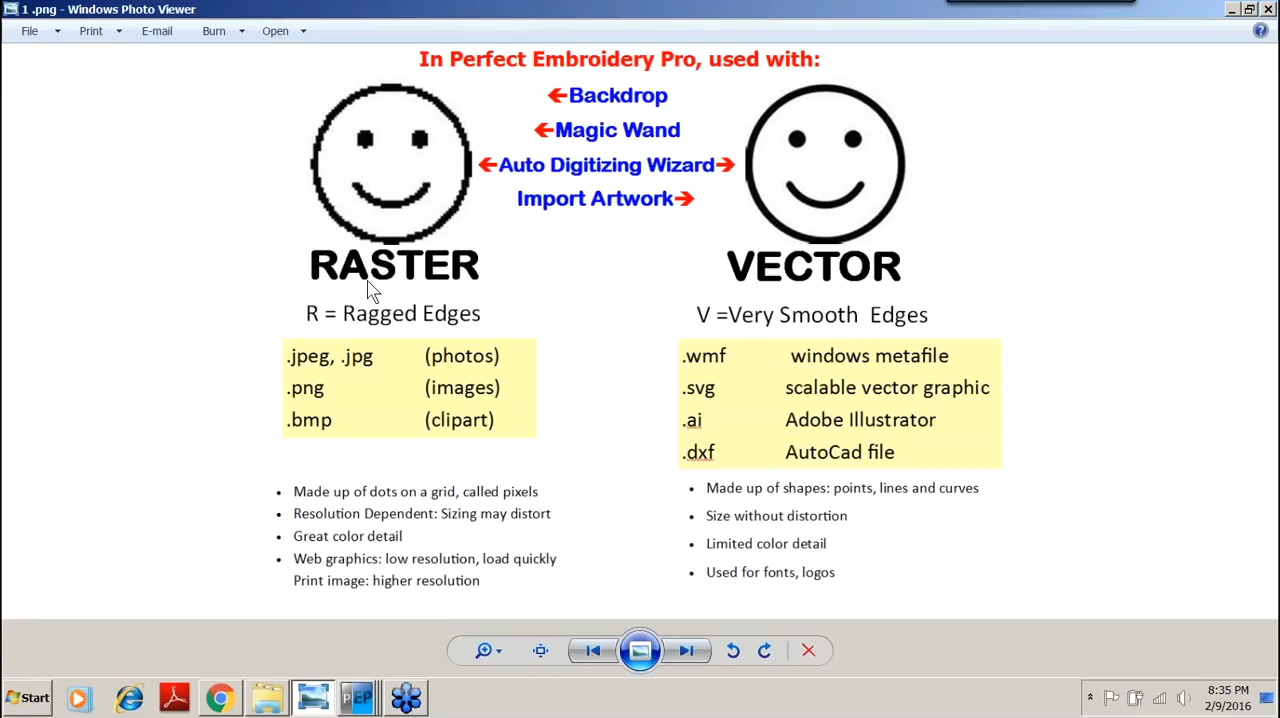 1 .png - Windows Photo Viewer
File Print E-mail Burn Open
In Perfect Embroidery Pro, used with:
Backdrop
Magic Wand
Auto Digitizing Wizard
Import Artwork
RASTER
R = Ragged Edges
.jpeg, .jpg (photos)
.png (images)
.bmp (clipart)
• Made up of dots on a grid, called pixels
• Resolution Dependent: Sizing may distort
• Great color detail
• Web graphics: low resolution, load quickly
Print image: higher resolution
VECTOR
V =Very Smooth Edges
.wmf windows metafile
.svg scalable vector graphic
.ai Adobe Illustrator
.dxf AutoCad file
• Made up of shapes: points, lines and curves
• Size without distortion
• Limited color detail
• Used for fonts, logos
Start
pEP
8:35 PM
2/9/2016